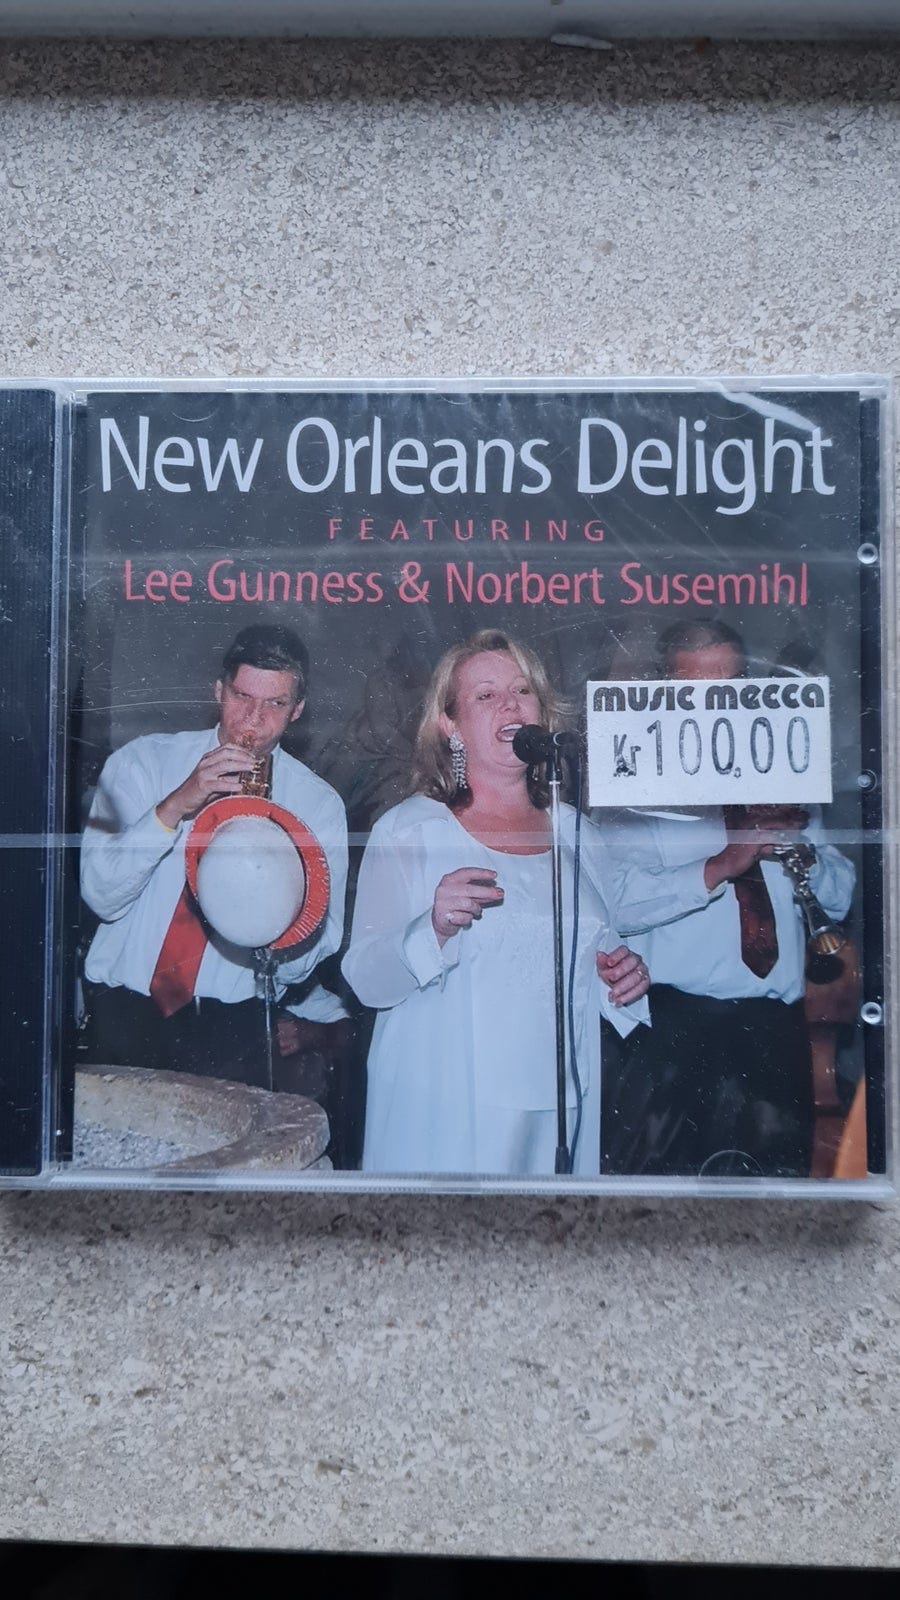 New Orleans Delight
FEATURING
Lee Gunness & Norbert Susemihl
music mecca
Kr 100,00